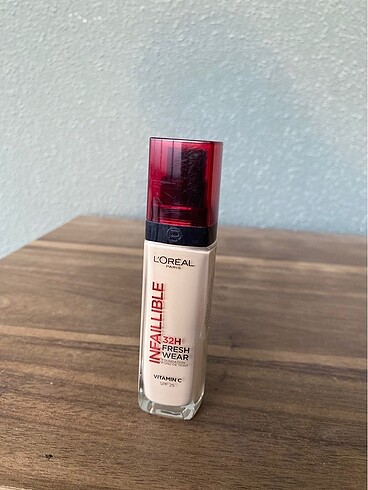 L'ORÉAL
PARIS
INFAILLIBLE
32H
FRESH
WEAR
VITAMIN C
SPF 25